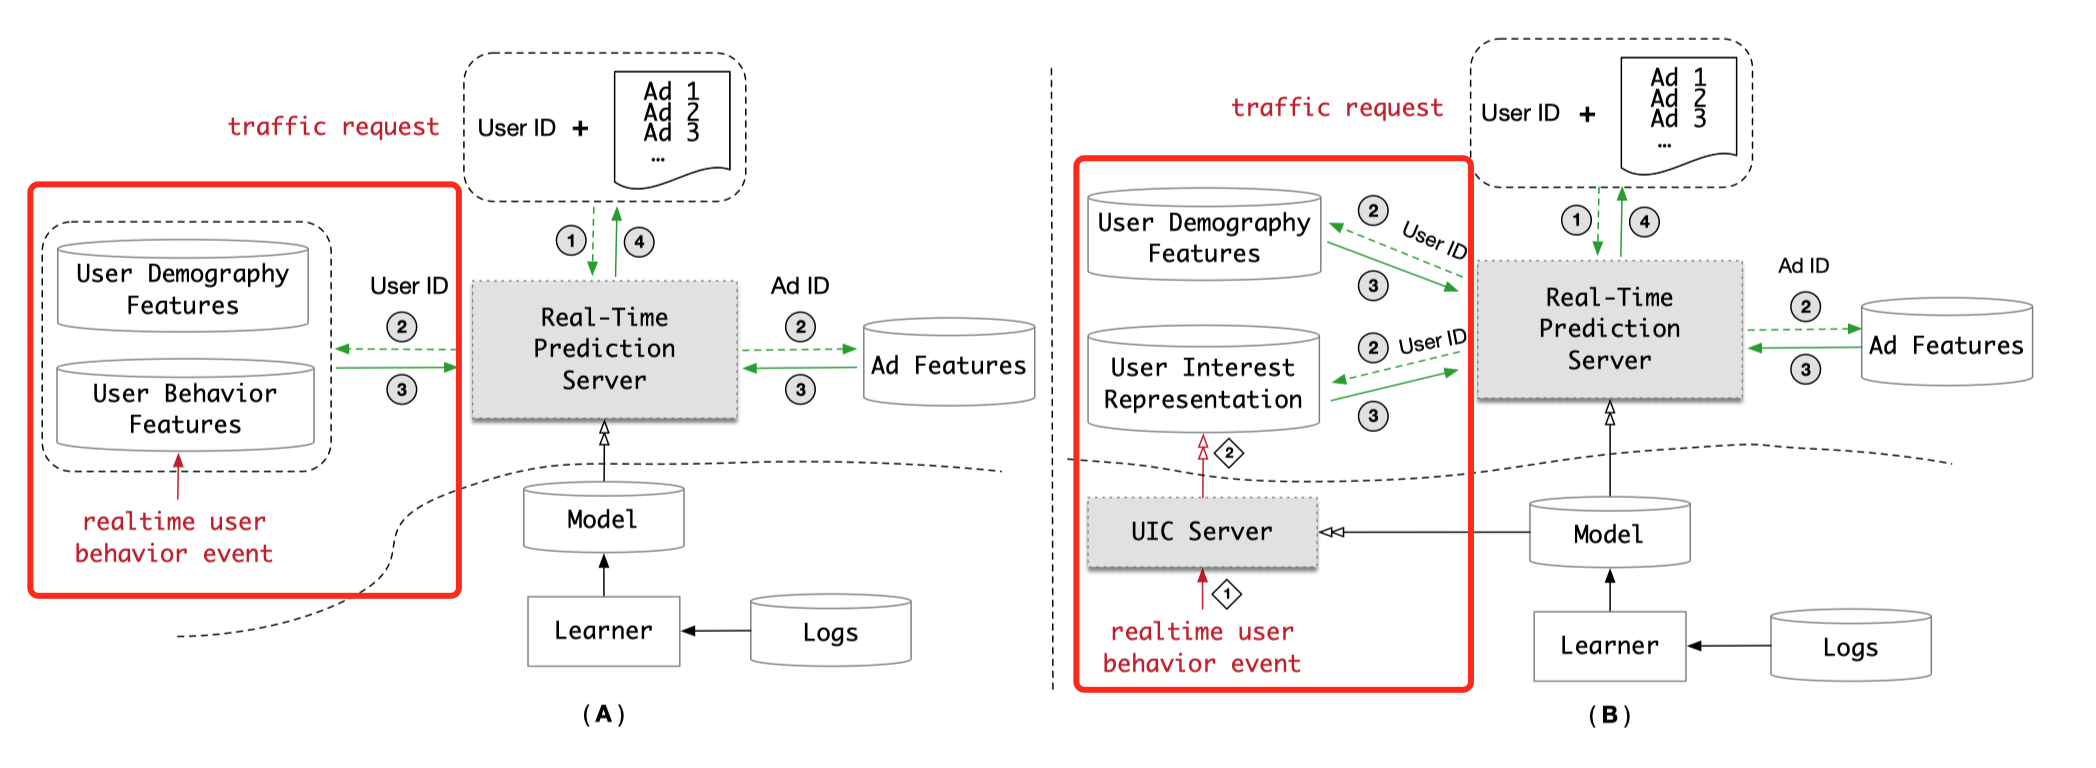 traffic request
User ID +
Ad 1
Ad 2
Ad 3
...
1
4
User Demography
Features
User Behavior
Features
realtime user
behavior event
User ID
2
3
Real-Time
Prediction
Server
Ad ID
2
3
Ad Features
Model
Learner
Logs
(A)
traffic request
User ID +
Ad 1
Ad 2
Ad 3
...
1
4
User Demography
Features
2
User ID
3
User Interest
Representation
2
User ID
3
Real-Time
Prediction
Server
Ad ID
2
3
Ad Features
2
UIC Server
1
realtime user
behavior event
Model
Learner
Logs
(B)